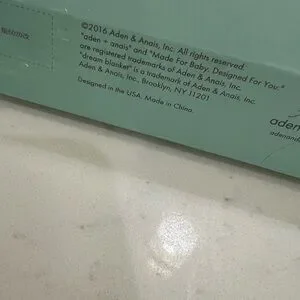 ©2016 Aden & Anais, Inc. All rights reserved.
"aden + anais" and "Made For Baby, Designed For You."
are registered trademarks of Aden & Anais, Inc.
"dream blanket" is a trademark of Aden & Anais, Inc.
Aden & Anais, Inc. Brooklyn, NY 11201
Designed in the USA. Made in China.
aden
adenand